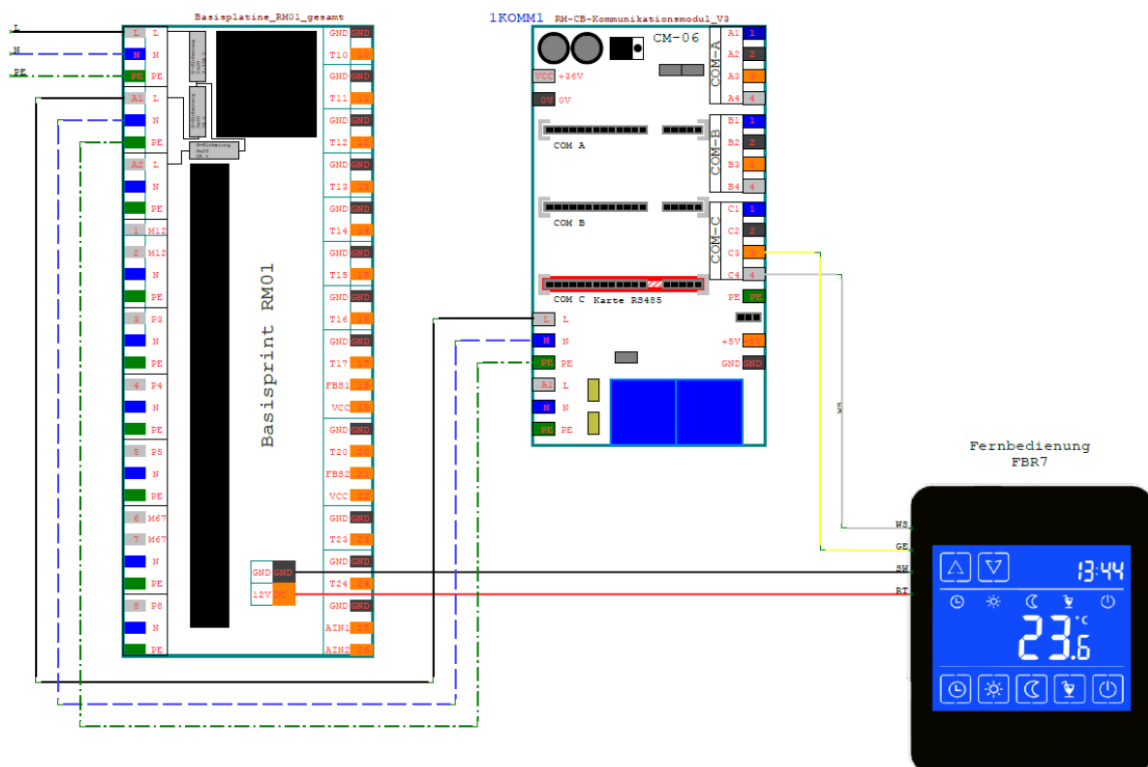 Basisplatine_RM01_gesamt
1KOMM1 RM-CB-Kommunikationsmodul_V3
L
N
PE
L L
N N
PE PE
A1 L
N
PE
A2 L
N
PE
1 M12
2 M12
N
PE
3 P3
N
PE
4 P4
N
PE
5 P5
N
PE
6 M67
7 M67
N
PE
8 P8
N
PE
Basisprint RM01
GND GND
12V DC
GND GND
T10
GND GND
T11
GND GND
T12
GND GND
T13
GND GND
T14
GND GND
T15
GND GND
T16
GND GND
T17
FBS1
VCC
GND GND
T20
FBS2
VCC
GND GND
T23
GND GND
T24
GND GND
AIN1
AIN2
CM-06
VCC +36V
0V 0V
COM A
COM B
COM C Karte RS485
L L
N N
PE PE
A1 L
N N
PE PE
COM-A
A1 1
A2 2
A3 3
A4 4
COM-B
B1 1
B2 2
B3 3
B4 4
COM-C
C1 1
C2 2
C3 3
C4 4
PE PE
+5V +5V
GND GND
WS
Fernbedienung
FBR7
WS
GE
SW
RT
13:44
23.6 °C